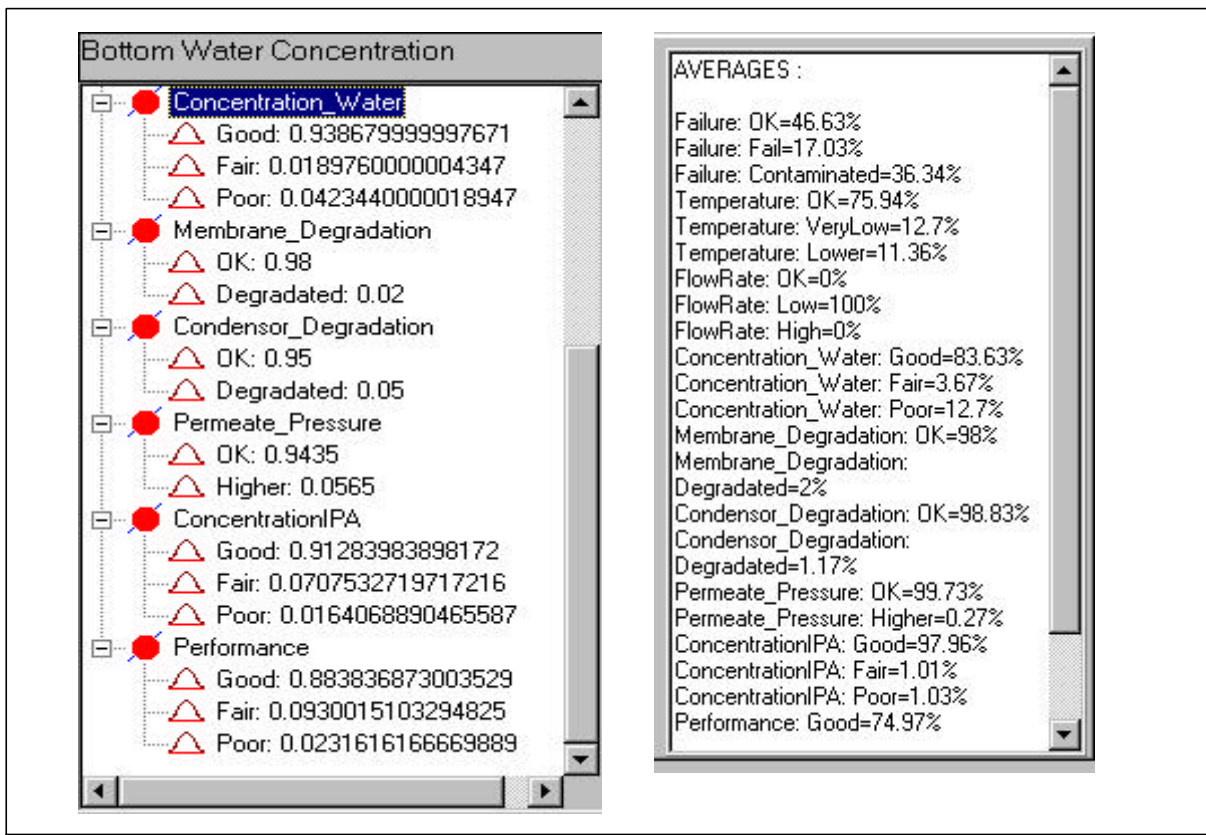 Bottom Water Concentration
Concentration_Water
Good: 0.938679999997671
Fair: 0.0189760000004347
Poor: 0.0423440000018947
Membrane_Degradation
OK: 0.98
Degradated: 0.02
Condensor_Degradation
OK: 0.95
Degradated: 0.05
Permeate_Pressure
OK: 0.9435
Higher: 0.0565
ConcentrationIPA
Good: 0.91283983898172
Fair: 0.0707532719717216
Poor: 0.0164068890465587
Performance
Good: 0.883836873003529
Fair: 0.0930015103294825
Poor: 0.0231616166669889
AVERAGES :
Failure: OK=46.63%
Failure: Fail=17.03%
Failure: Contaminated=36.34%
Temperature: OK=75.94%
Temperature: VeryLow=12.7%
Temperature: Lower=11.36%
FlowRate: OK=0%
FlowRate: Low=100%
FlowRate: High=0%
Concentration_Water: Good=83.63%
Concentration_Water: Fair=3.67%
Concentration_Water: Poor=12.7%
Membrane_Degradation: OK=98%
Membrane_Degradation:
Degradated=2%
Condensor_Degradation: OK=98.83%
Condensor_Degradation:
Degradated=1.17%
Permeate_Pressure: OK=99.73%
Permeate_Pressure: Higher=0.27%
ConcentrationIPA: Good=97.96%
ConcentrationIPA: Fair=1.01%
ConcentrationIPA: Poor=1.03%
Performance: Good=74.97%